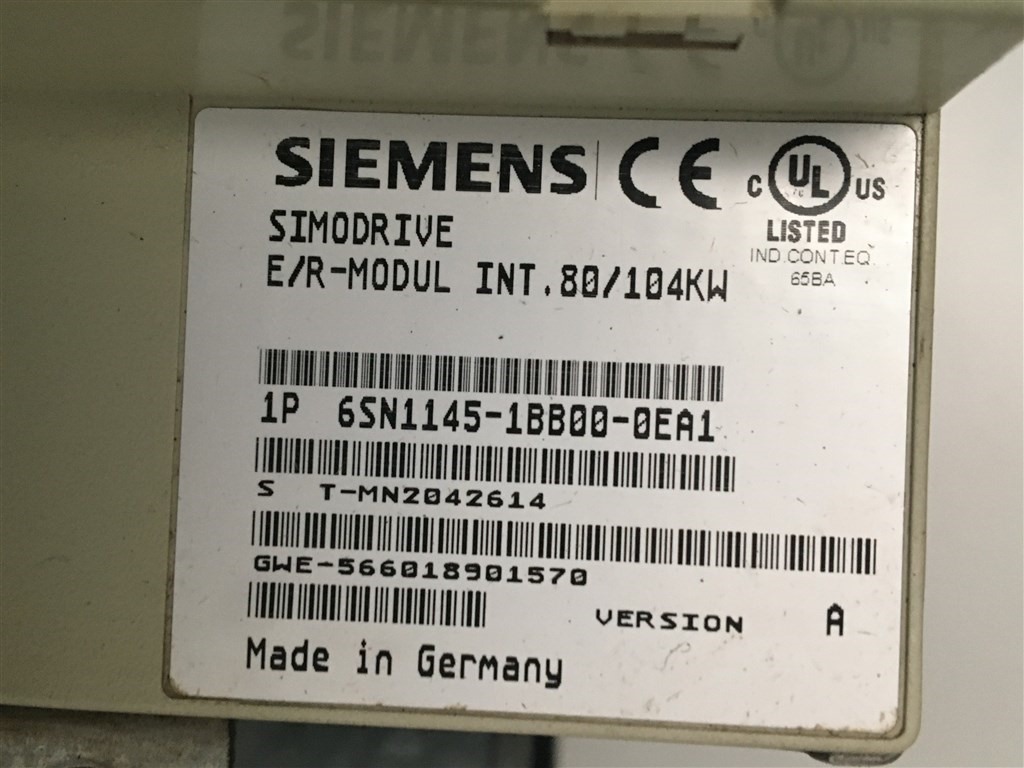 SIEMENS CE C UL US
LISTED
SIMODRIVE
IND.CONT.EQ.
E/R-MODUL INT.80/104KW
65BA
1P 6SN1145-1BB00-0EA1
S T-MN2042614
GWE-566018901570
VERSION A
Made in Germany